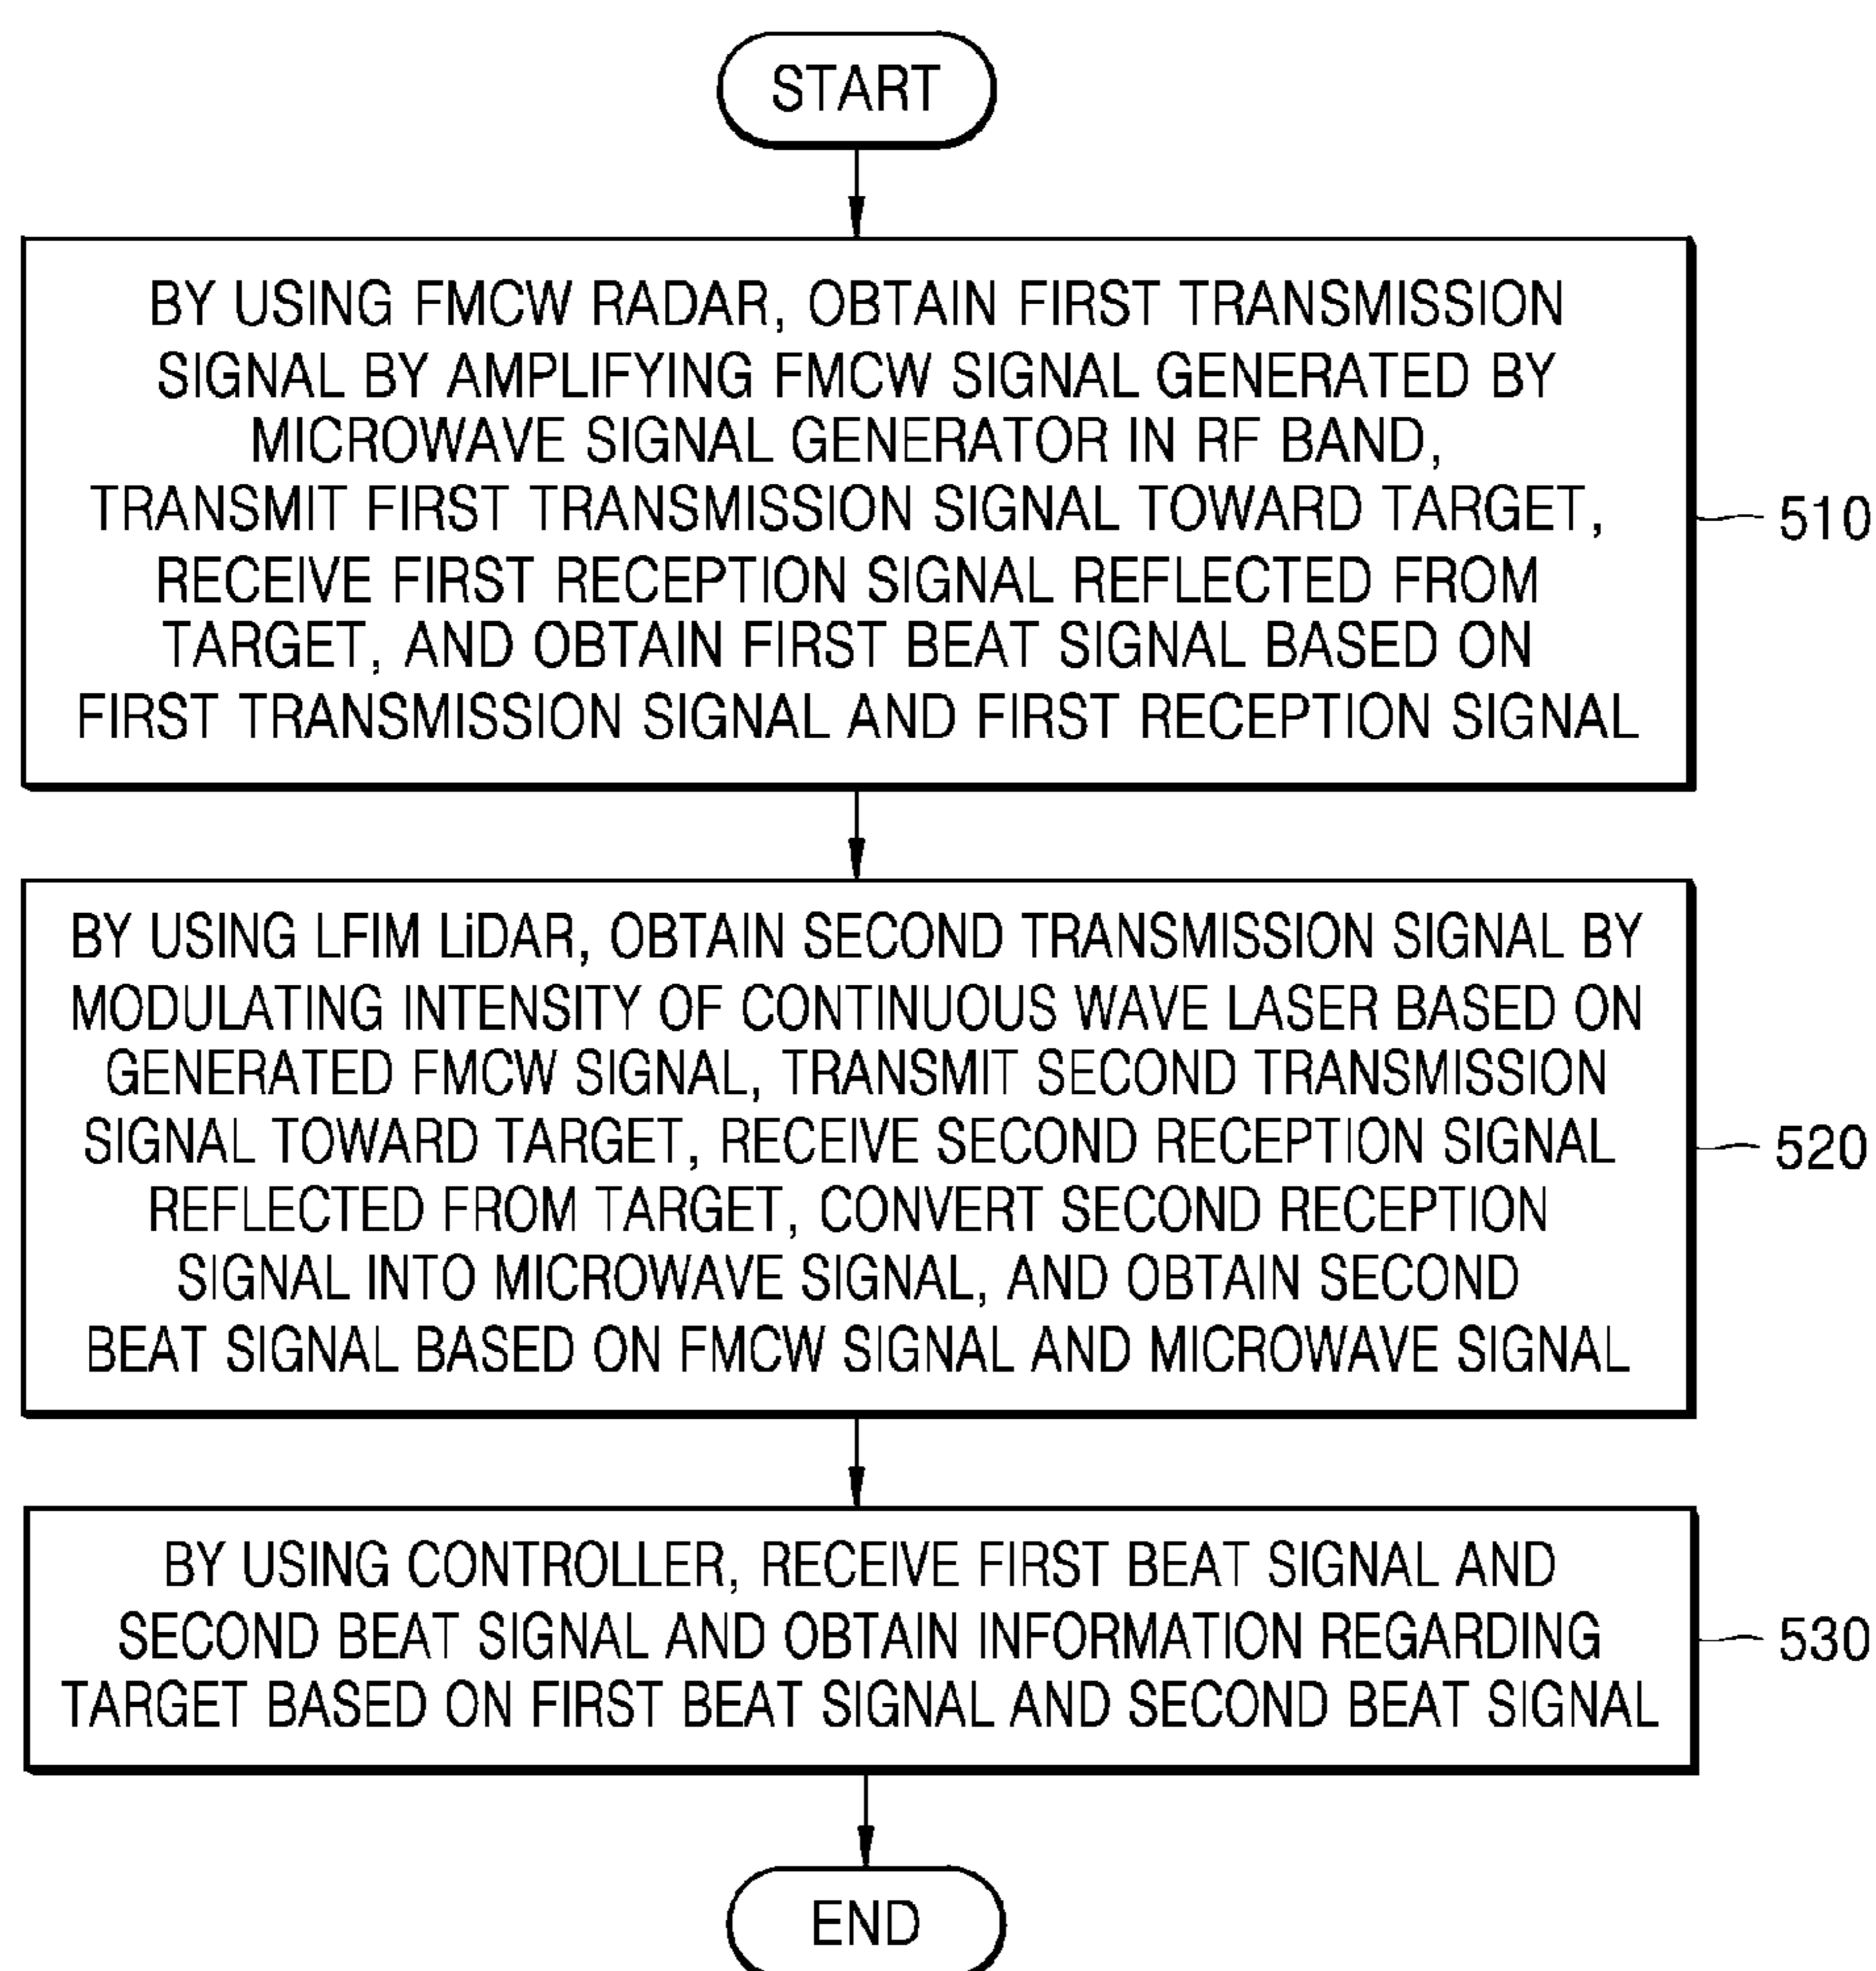 START
BY USING FMCW RADAR, OBTAIN FIRST TRANSMISSION
SIGNAL BY AMPLIFYING FMCW SIGNAL GENERATED BY
MICROWAVE SIGNAL GENERATOR IN RF BAND,
TRANSMIT FIRST TRANSMISSION SIGNAL TOWARD TARGET,
RECEIVE FIRST RECEPTION SIGNAL REFLECTED FROM
TARGET, AND OBTAIN FIRST BEAT SIGNAL BASED ON
FIRST TRANSMISSION SIGNAL AND FIRST RECEPTION SIGNAL
510
BY USING LFIM LiDAR, OBTAIN SECOND TRANSMISSION SIGNAL BY
MODULATING INTENSITY OF CONTINUOUS WAVE LASER BASED ON
GENERATED FMCW SIGNAL, TRANSMIT SECOND TRANSMISSION
SIGNAL TOWARD TARGET, RECEIVE SECOND RECEPTION SIGNAL
REFLECTED FROM TARGET, CONVERT SECOND RECEPTION
SIGNAL INTO MICROWAVE SIGNAL, AND OBTAIN SECOND
BEAT SIGNAL BASED ON FMCW SIGNAL AND MICROWAVE SIGNAL
520
BY USING CONTROLLER, RECEIVE FIRST BEAT SIGNAL AND
SECOND BEAT SIGNAL AND OBTAIN INFORMATION REGARDING
TARGET BASED ON FIRST BEAT SIGNAL AND SECOND BEAT SIGNAL
530
END